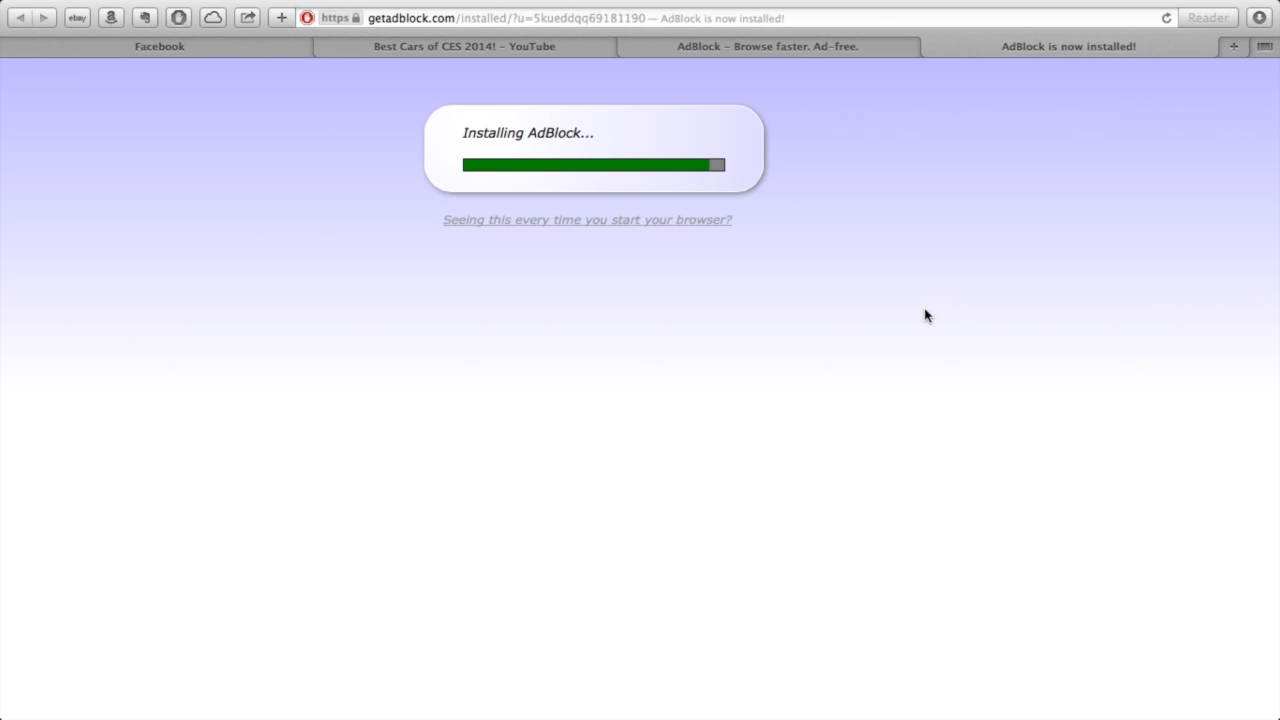 ebay
https getadblock.com/installed/?u=5kueddqq69181190 — AdBlock is now installed!
Reader
Facebook
Best Cars of CES 2014! – YouTube
AdBlock – Browse faster. Ad-free.
AdBlock is now installed!
Installing AdBlock...
Seeing this every time you start your browser?